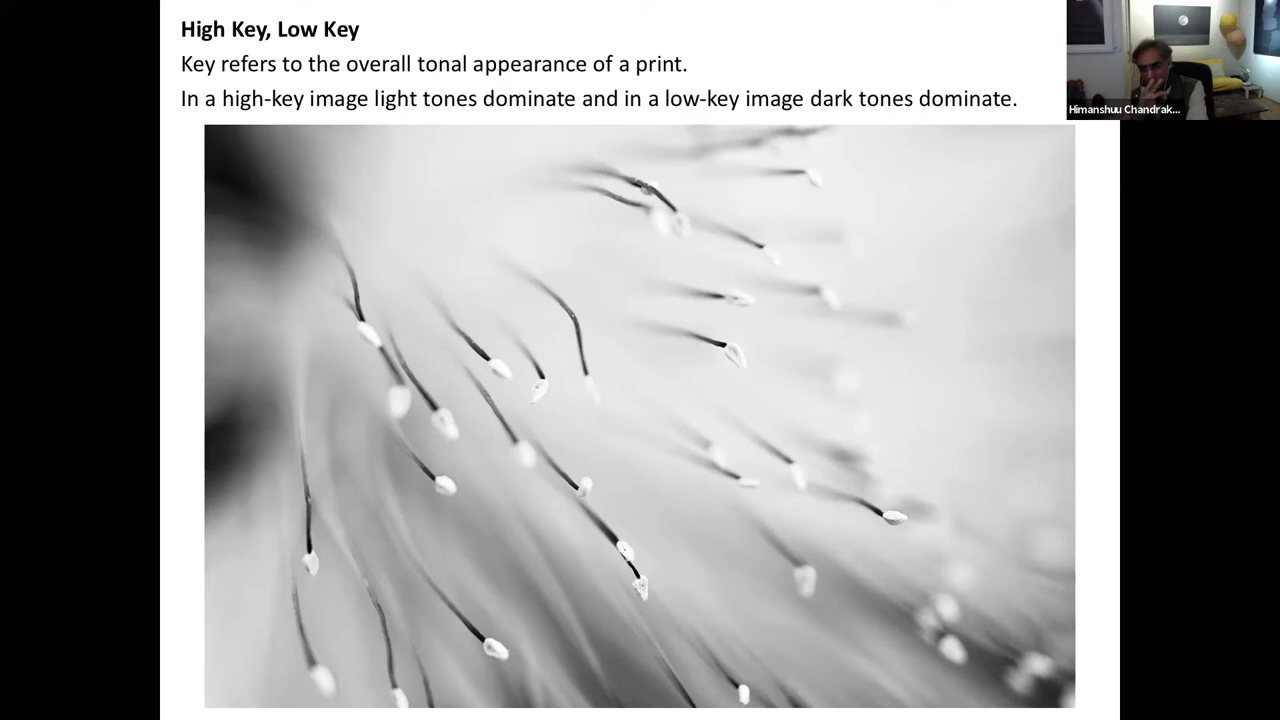 High Key, Low Key
Key refers to the overall tonal appearance of a print.
In a high-key image light tones dominate and in a low-key image dark tones dominate.
Himanshuu Chandrak...